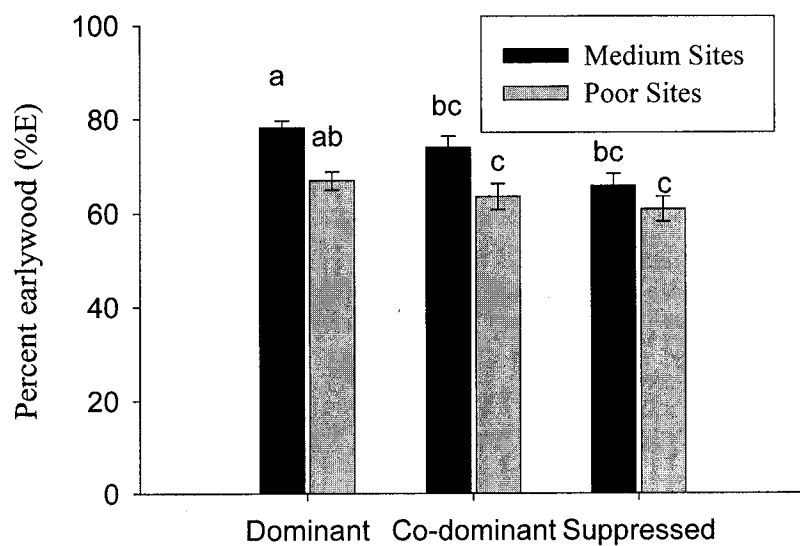 Percent earlywood (%E)
100
80
60
40
20
0
Medium Sites
Poor Sites
a
ab
bc
c
bc
c
Dominant
Co-dominant
Suppressed